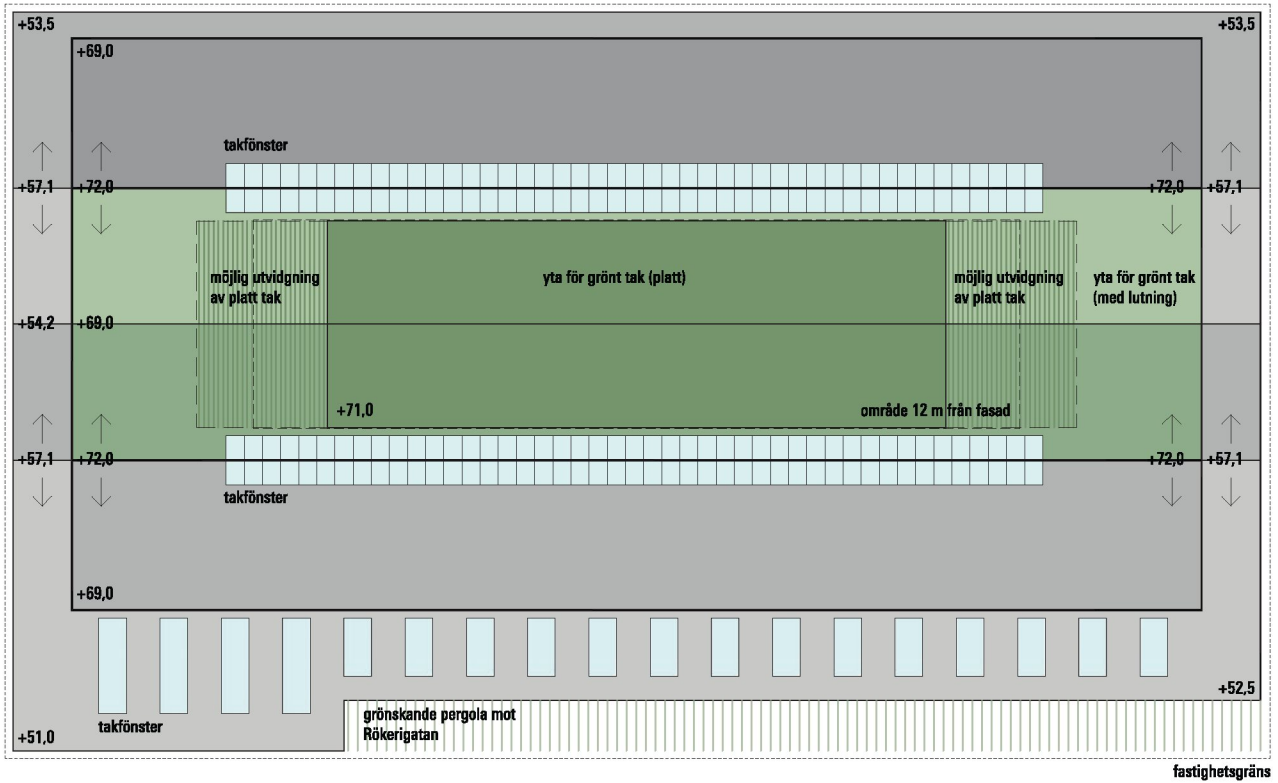 +53,5
+53,5
+69,0
takfönster
+57,1
+72,0
+72,0
+57,1
möjlig utvidgning
av platt tak
yta för grönt tak (platt)
möjlig utvidgning
av platt tak
yta för grönt tak
(med lutning)
+54,2
+69,0
+71,0
område 12 m från fasad
+57,1
+72,0
+72,0
+57,1
takfönster
+69,0
+52,5
grönskande pergola mot
Rökerigatan
takfönster
+51,0
fastighetsgräns